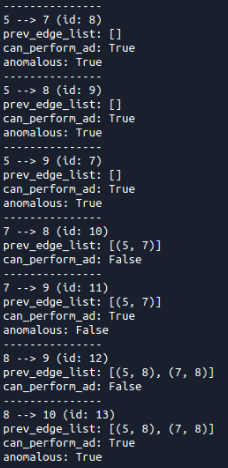 ---------------
5 --> 7 (id: 8)
prev_edge_list: []
can_perform_ad: True
anomalous: True
---------------
5 --> 8 (id: 9)
prev_edge_list: []
can_perform_ad: True
anomalous: True
---------------
5 --> 9 (id: 7)
prev_edge_list: []
can_perform_ad: True
anomalous: True
---------------
7 --> 8 (id: 10)
prev_edge_list: [(5, 7)]
can_perform_ad: False
---------------
7 --> 9 (id: 11)
prev_edge_list: [(5, 7)]
can_perform_ad: True
anomalous: False
---------------
8 --> 9 (id: 12)
prev_edge_list: [(5, 8), (7, 8)]
can_perform_ad: False
---------------
8 --> 10 (id: 13)
prev_edge_list: [(5, 8), (7, 8)]
can_perform_ad: True
anomalous: True